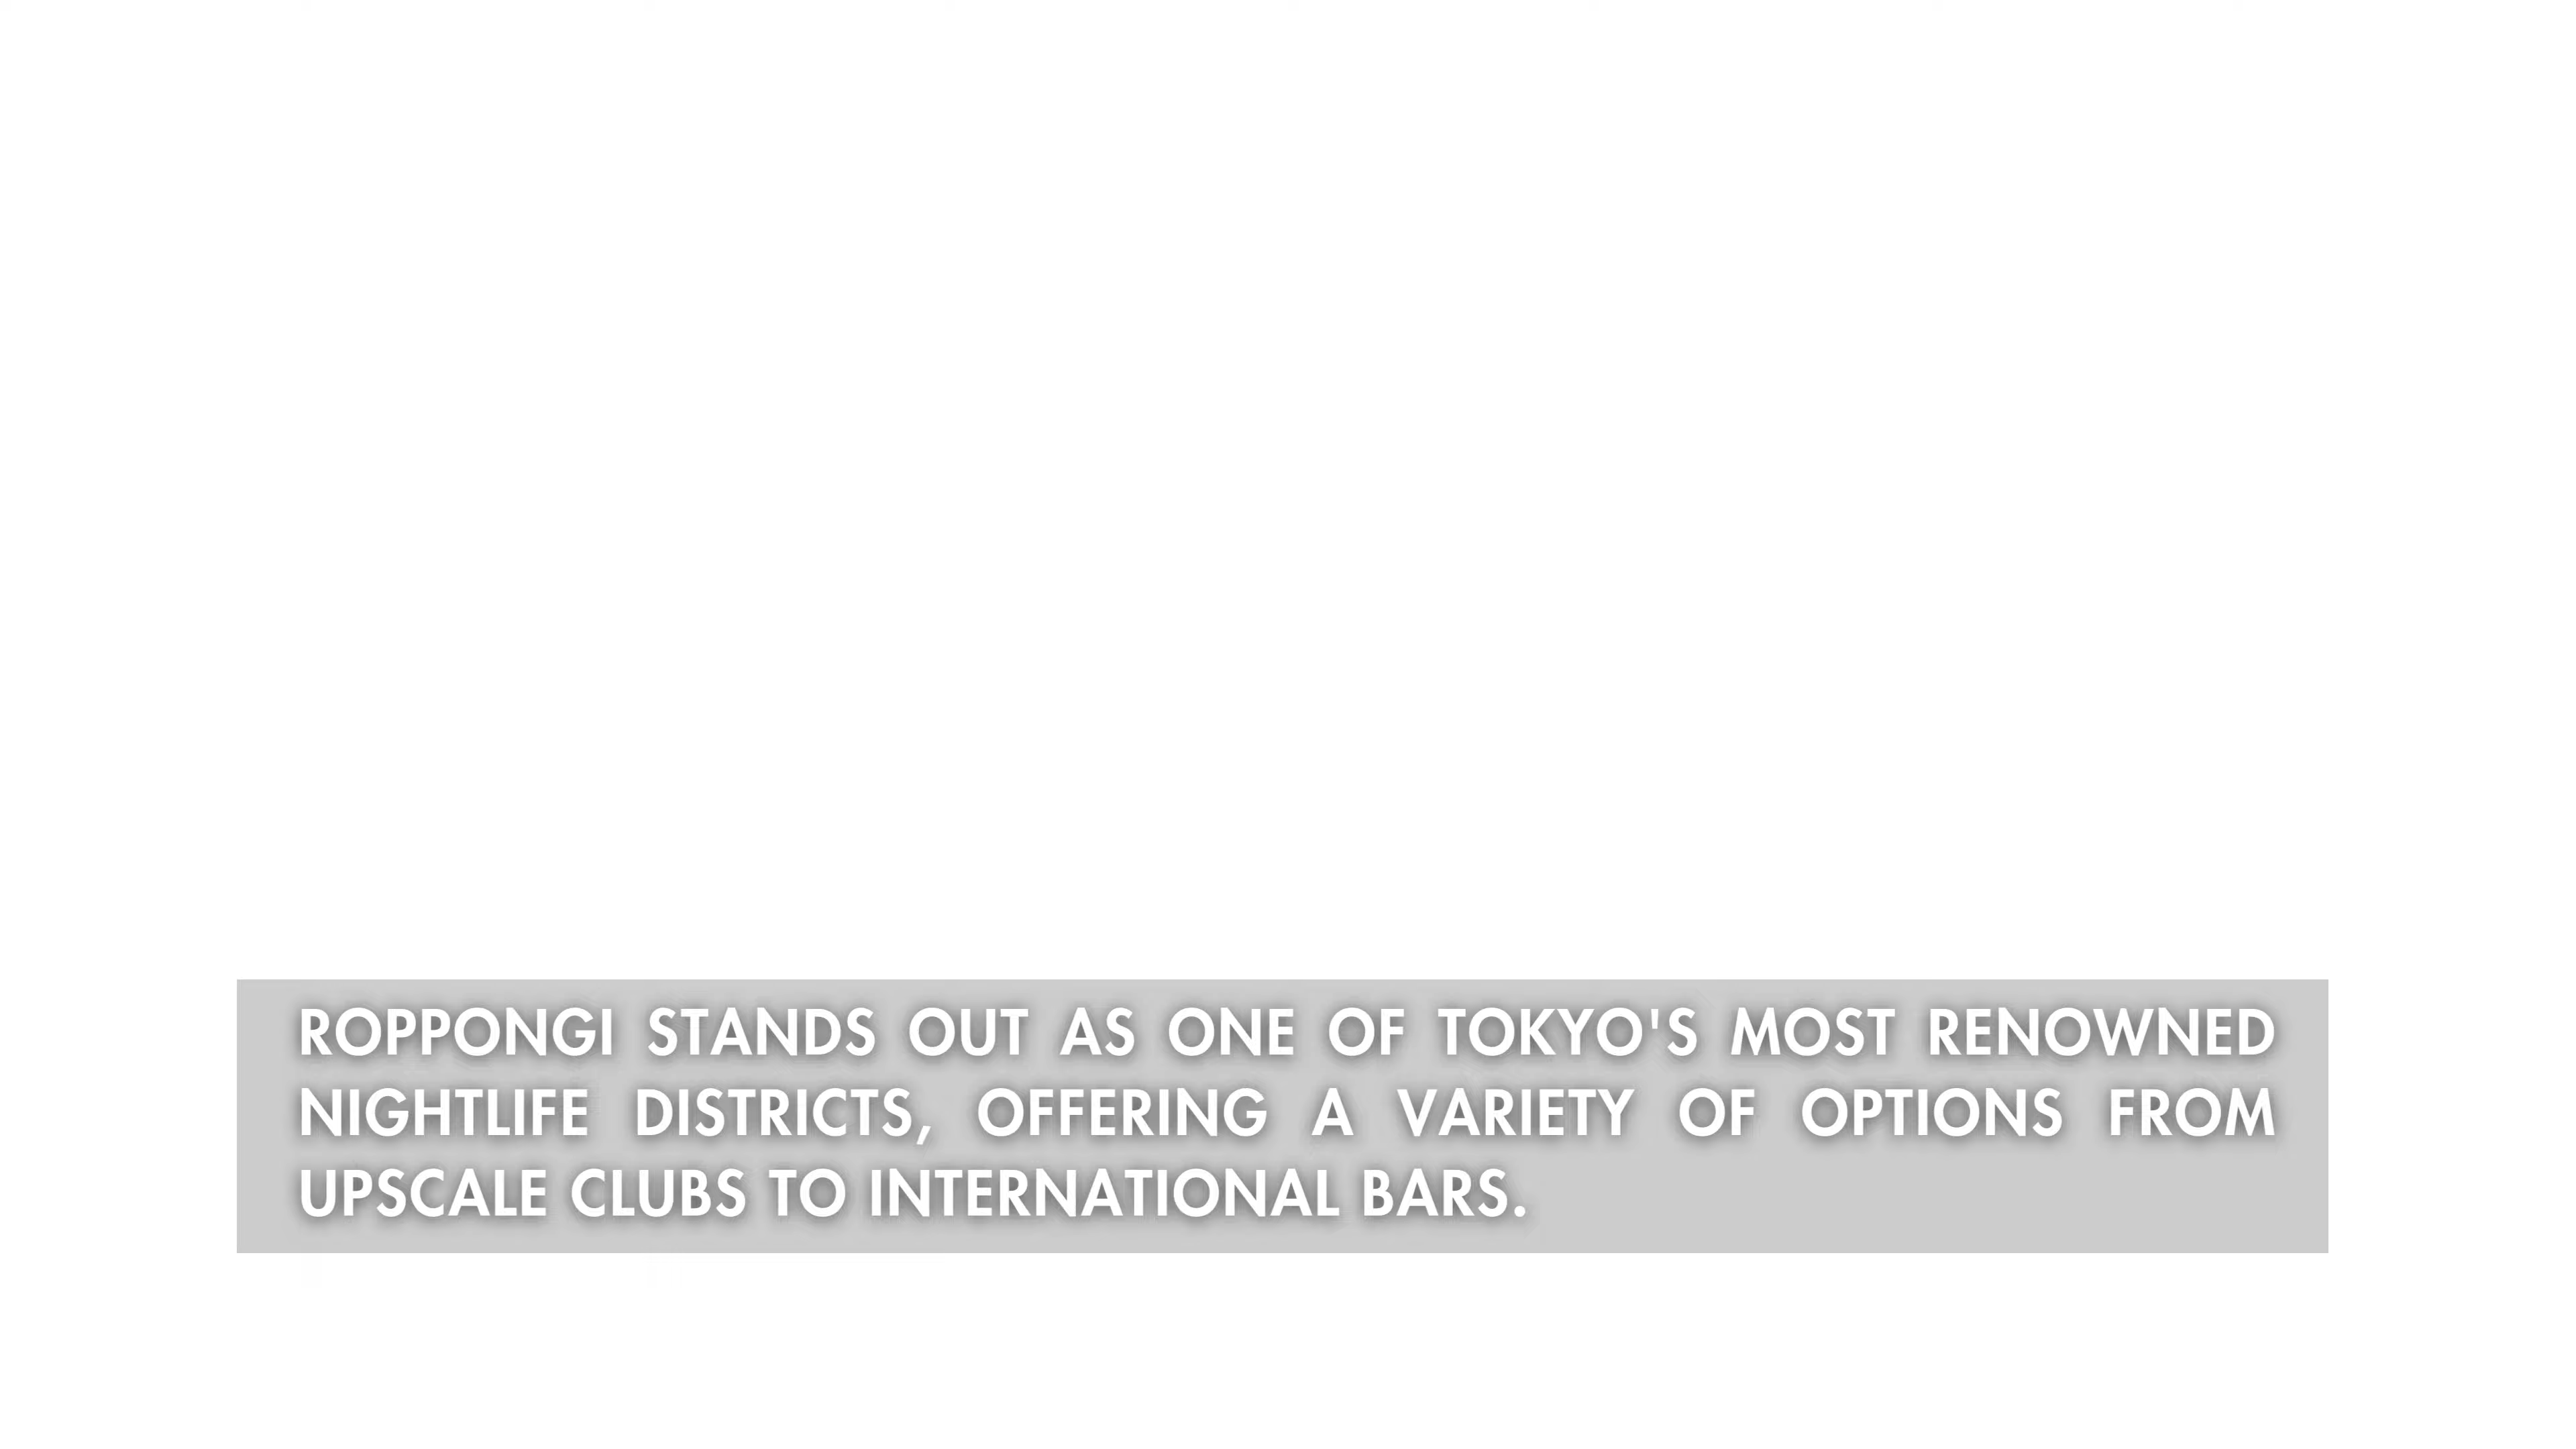 ROPPONGI STANDS OUT AS ONE OF TOKYO'S MOST RENOWNED
NIGHTLIFE DISTRICTS, OFFERING A VARIETY OF OPTIONS FROM
UPSCALE CLUBS TO INTERNATIONAL BARS.